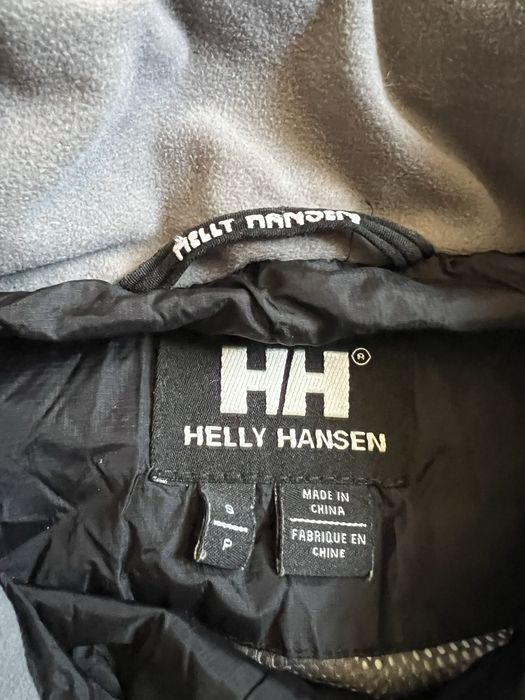 HELLY HANSEN
HH
®
HELLY HANSEN
S
P
MADE IN
CHINA
FABRIQUE EN
CHINE